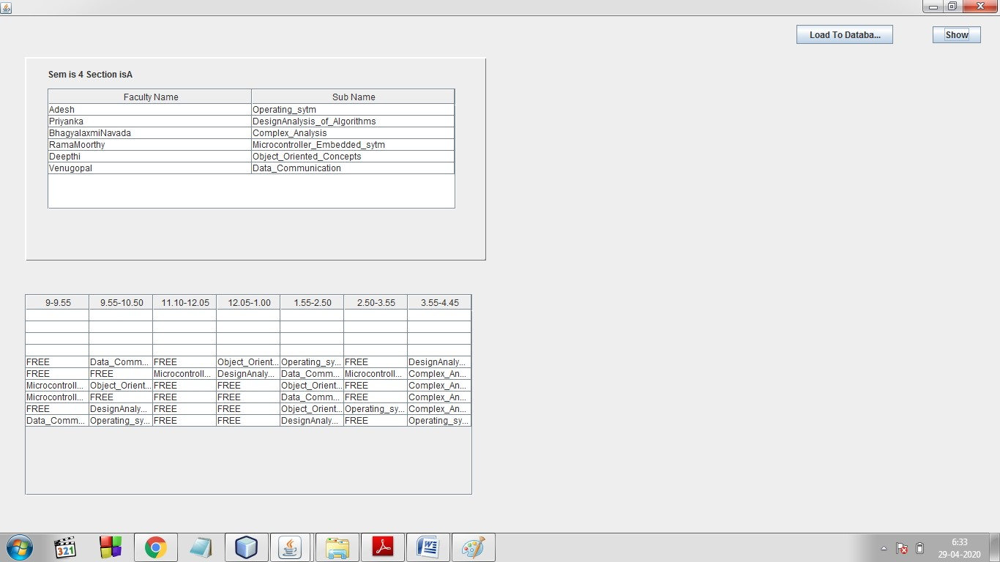 Load To Databa... Show
Sem is 4 Section isA
Faculty Name Sub Name
Adesh Operating_sytm
Priyanka DesignAnalysis_of_Algorithms
BhagyalaxmiNavada Complex_Analysis
RamaMoorthy Microcontroller_Embedded_sytm
Deepthi Object_Oriented_Concepts
Venugopal Data_Communication
9-9.55 9.55-10.50 11.10-12.05 12.05-1.00 1.55-2.50 2.50-3.55 3.55-4.45
FREE Data_Comm... FREE Object_Orient... Operating_sy... FREE DesignAnaly...
FREE FREE Microcontroll... DesignAnaly... Data_Comm... Microcontroll... Complex_An...
Microcontroll... Object_Orient... FREE FREE Object_Orient... FREE Complex_An...
Microcontroll... FREE FREE FREE Data_Comm... FREE Complex_An...
FREE DesignAnaly... FREE FREE Object_Orient... Operating_sy... Complex_An...
Data_Comm... Operating_sy... FREE FREE DesignAnaly... FREE Operating_sy...
321
6:33
29-04-2020